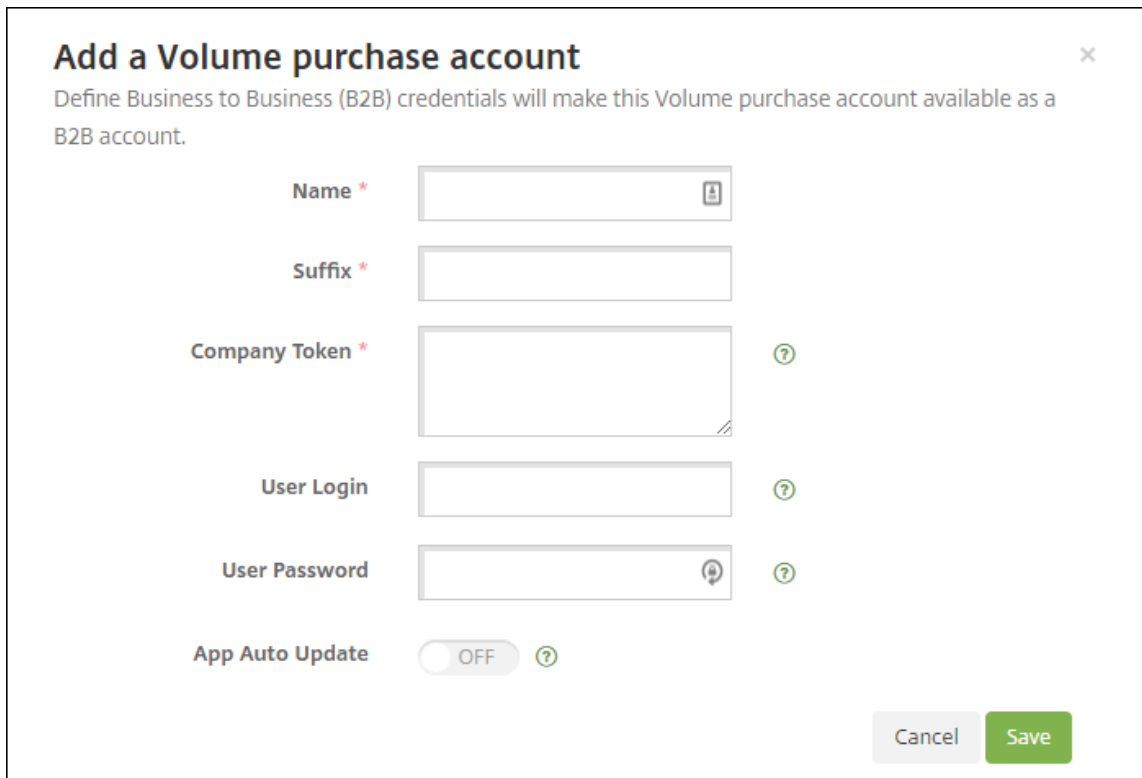 Add a Volume purchase account
×
Define Business to Business (B2B) credentials will make this Volume purchase account available as a
B2B account.
Name *
Suffix *
Company Token *
?
User Login
?
User Password
?
App Auto Update OFF ?
Cancel Save